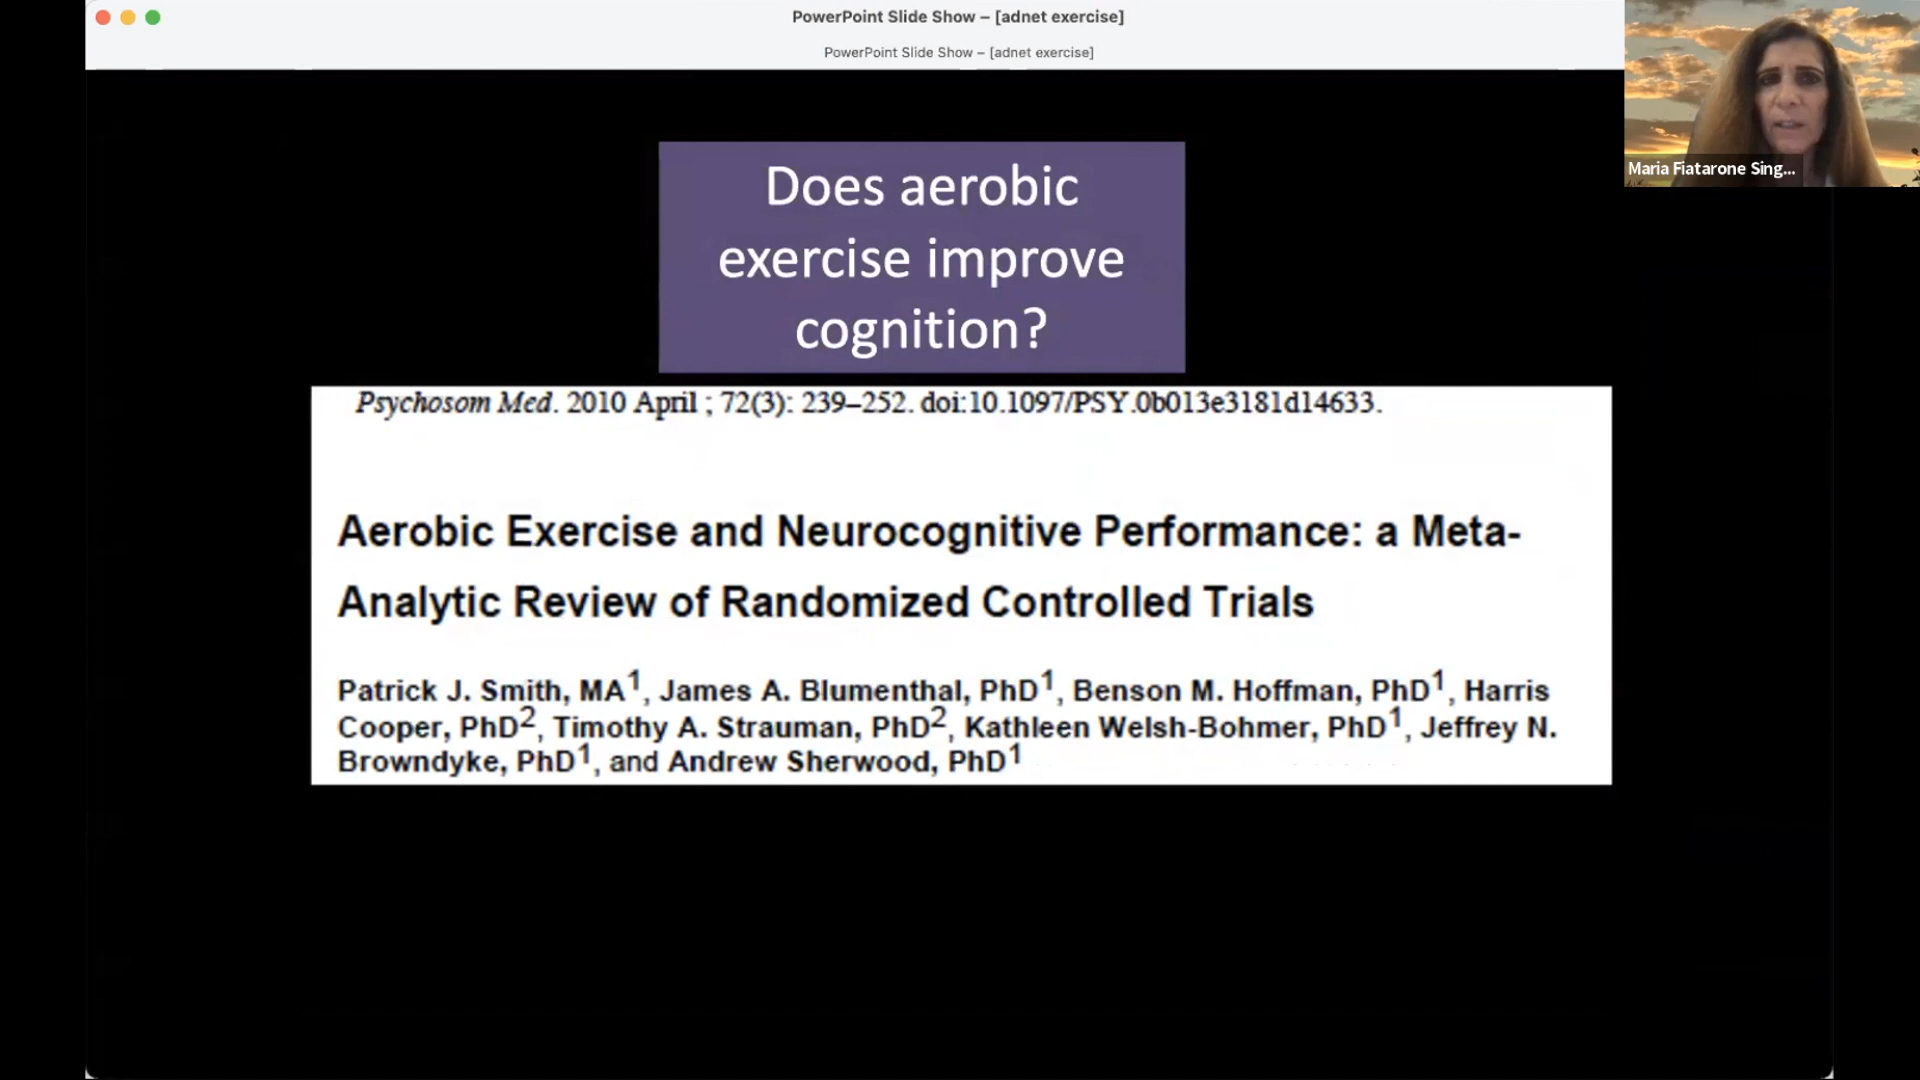 PowerPoint Slide Show – [adnet exercise]
PowerPoint Slide Show – [adnet exercise]
Maria Fiatarone Sing...
Does aerobic
exercise improve
cognition?
Psychosom Med. 2010 April ; 72(3): 239–252. doi:10.1097/PSY.0b013e3181d14633.
Aerobic Exercise and Neurocognitive Performance: a Meta-
Analytic Review of Randomized Controlled Trials
Patrick J. Smith, MA1, James A. Blumenthal, PhD1, Benson M. Hoffman, PhD1, Harris
Cooper, PhD2, Timothy A. Strauman, PhD2, Kathleen Welsh-Bohmer, PhD1, Jeffrey N.
Browndyke, PhD1, and Andrew Sherwood, PhD1